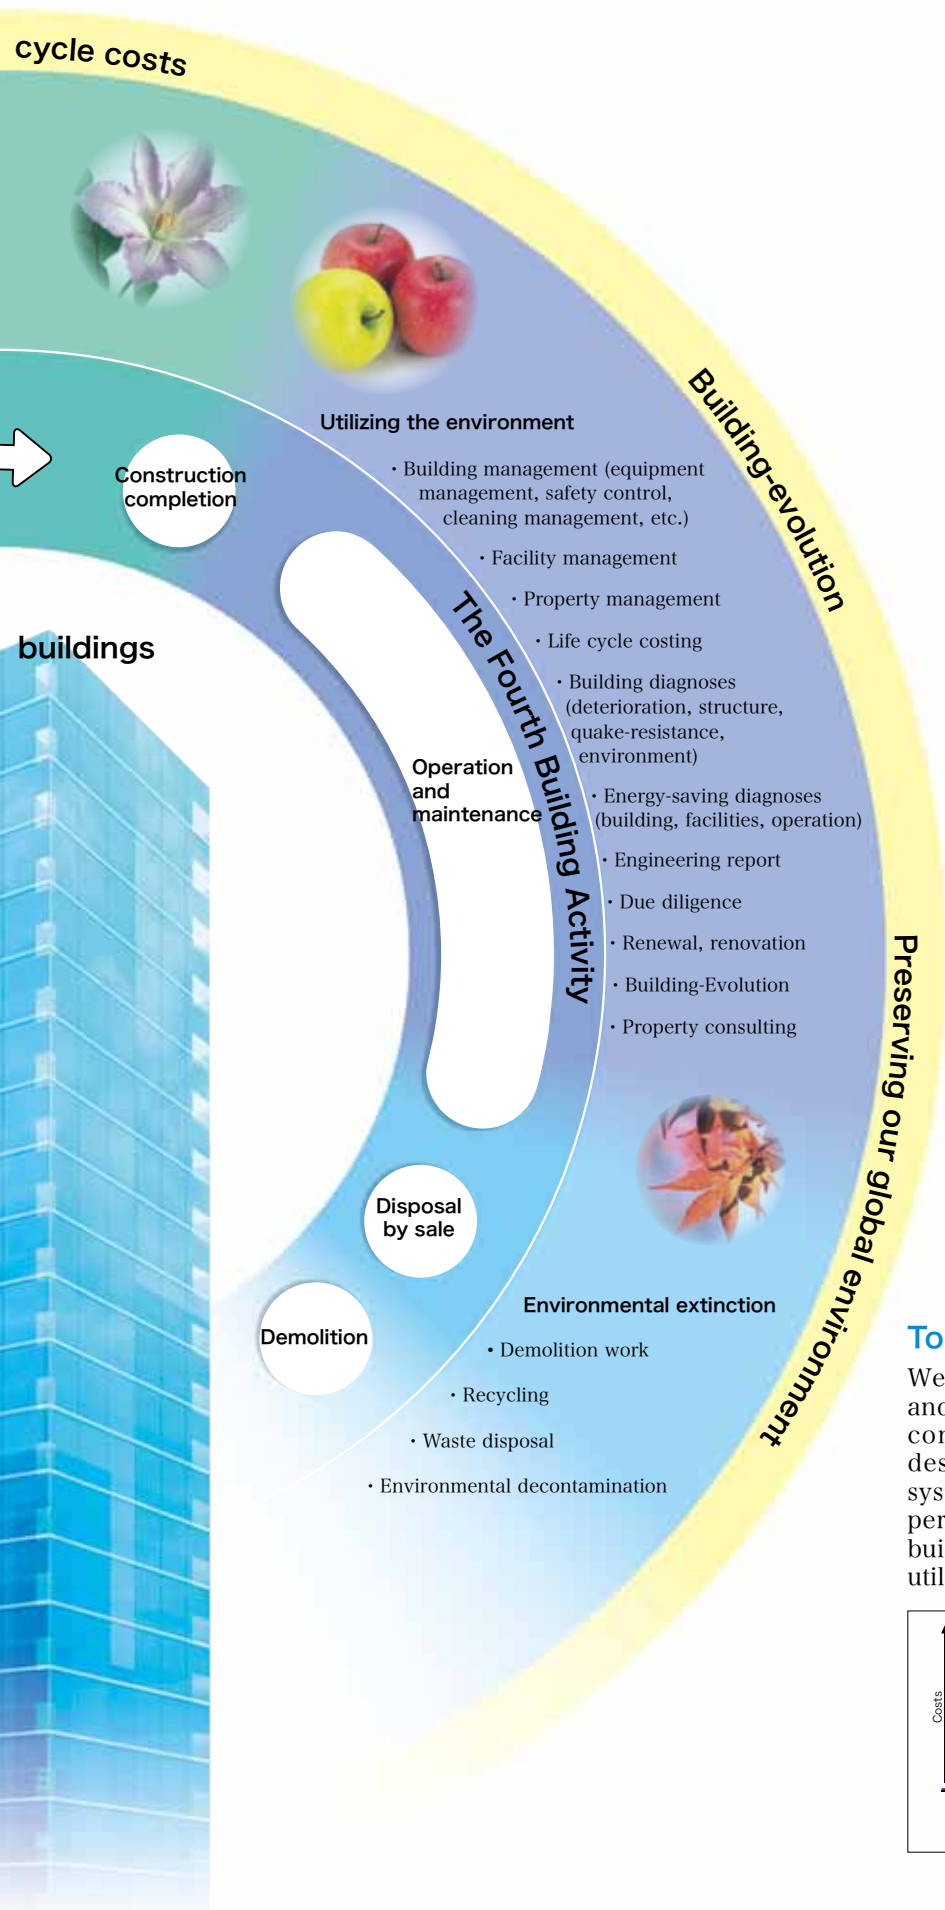 cycle costs
Building-evolution
Preserving our global environment
Utilizing the environment
・Building management (equipment
management, safety control,
cleaning management, etc.)
・Facility management
・Property management
・Life cycle costing
・Building diagnoses
(deterioration, structure,
quake-resistance,
environment)
・Energy-saving diagnoses
(building, facilities, operation)
・Engineering report
・Due diligence
・Renewal, renovation
・Building-Evolution
・Property consulting
Construction
completion
The Fourth Building Activity
Operation
and
maintenance
buildings
Disposal
by sale
Demolition
Environmental extinction
・Demolition work
・Recycling
・Waste disposal
・Environmental decontamination
To
We
and
con
des
sys
per
bui
util
Costs